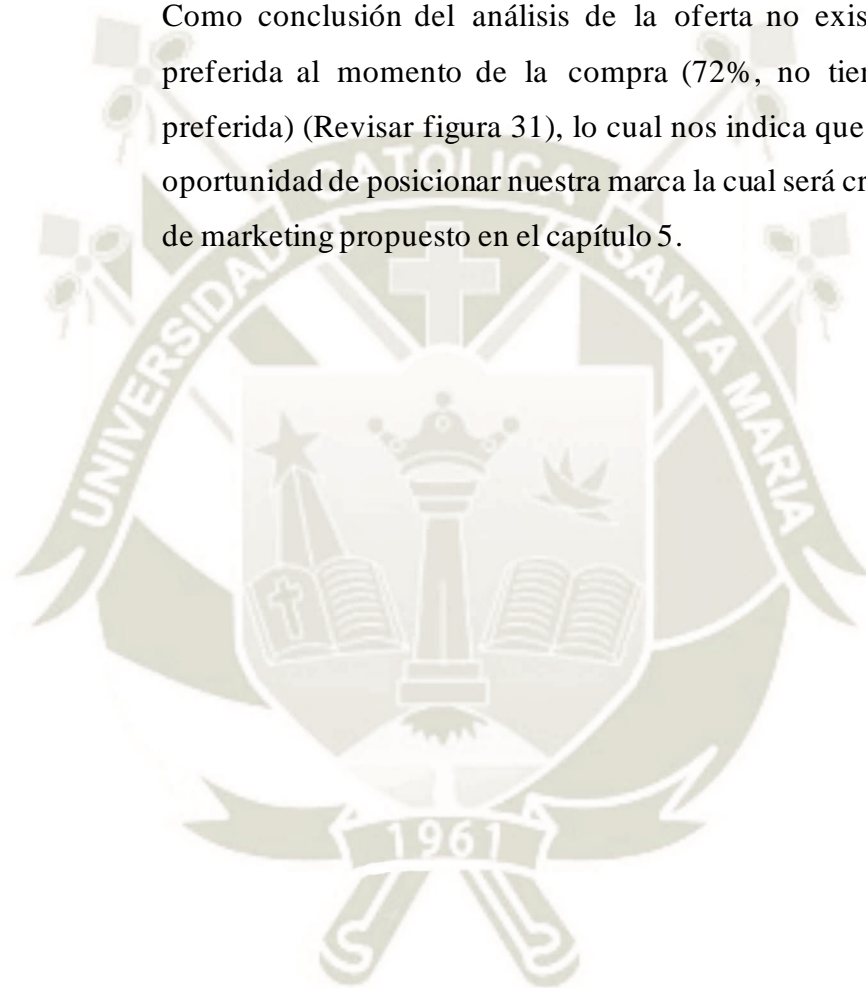 Como conclusión del análisis de la oferta no exis
preferida al momento de la compra (72%, no tien
preferida) (Revisar figura 31), lo cual nos indica que
oportunidad de posicionar nuestra marca la cual será cr
de marketing propuesto en el capítulo 5.
UNIVERSIDAD CATOLICA SANTA MARIA
1961